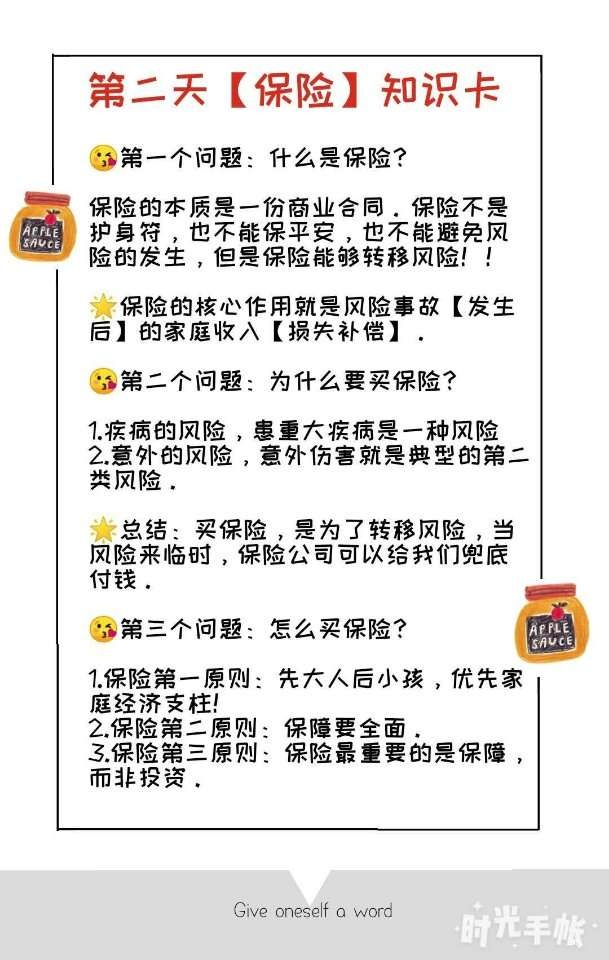 第二天【保险】知识卡
第一个问题：什么是保险？
保险的本质是一份商业合同．保险不是
护身符，也不能保平安，也不能避免风
险的发生，但是保险能够转移风险！！
保险的核心作用就是风险事故【发生
后】的家庭收入【损失补偿】．
第二个问题：为什么要买保险？
1.疾病的风险，患重大疾病是一种风险
2.意外的风险，意外伤害就是典型的第二
类风险．
总结：买保险，是为了转移风险，当
风险来临时，保险公司可以给我们兜底
付钱．
第三个问题：怎么买保险？
1.保险第一原则：先大人后小孩，优先家
庭经济支柱!
2.保险第二原则：保障要全面．
3.保险第三原则：保险最重要的是保障，
而非投资．
APPLE
SAUCE
APPLE
SAUCE
Give oneself a word
时光手帐